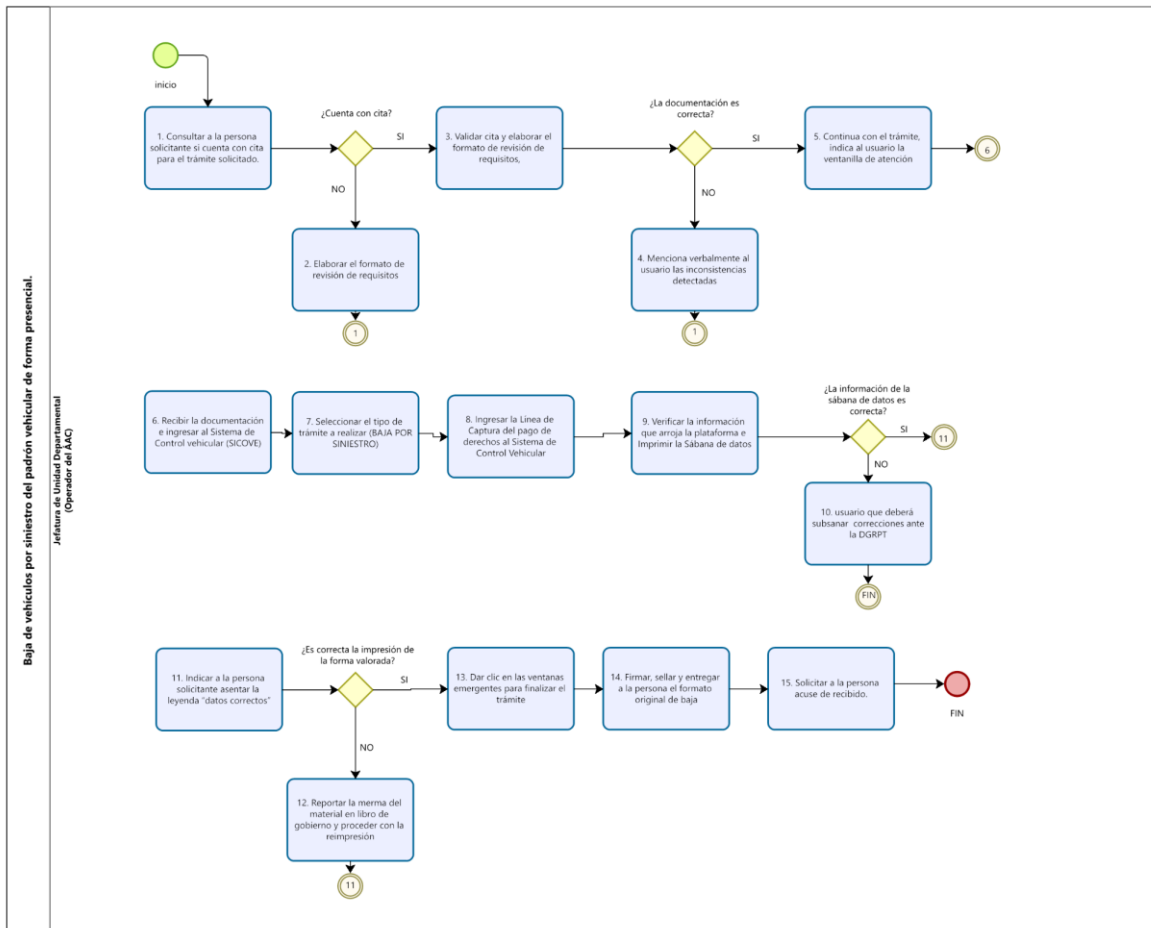 Baja de vehículos por siniestro del padrón vehicular de forma presencial.
Jefatura de Unidad Departamental
(Operador del AAC)
inicio
1. Consultar a la persona
solicitante si cuenta con cita
para el trámite solicitado.
¿Cuenta con cita?
SI
NO
2. Elaborar el formato de
revisión de requisitos
1
3. Validar cita y elaborar el
formato de revisión de
requisitos,
¿La documentación es
correcta?
SI
NO
4. Menciona verbalmente al
usuario las inconsistencias
detectadas
1
5. Continua con el trámite,
indica al usuario la
ventanilla de atención
6
6. Recibir la documentación
e ingresar al Sistema de
Control vehicular (SICOVE)
7. Seleccionar el tipo de
trámite a realizar (BAJA POR
SINIESTRO)
8. Ingresar la Línea de
Captura del pago de
derechos al Sistema de
Control Vehicular
9. Verificar la información
que arroja la plataforma e
Imprimir la Sábana de datos
¿La información de la
sábana de datos es
correcta?
SI
11
NO
10. usuario que deberá
subsanar correcciones ante
la DGRPT
FIN
11. Indicar a la persona
solicitante asentar la
leyenda "datos correctos"
¿Es correcta la impresión de
la forma valorada?
SI
NO
12. Reportar la merma del
material en libro de
gobierno y proceder con la
reimpresión
11
13. Dar clic en las ventanas
emergentes para finalizar el
trámite
14. Firmar, sellar y entregar
a la persona el formato
original de baja
15. Solicitar a la persona
acuse de recibido.
FIN